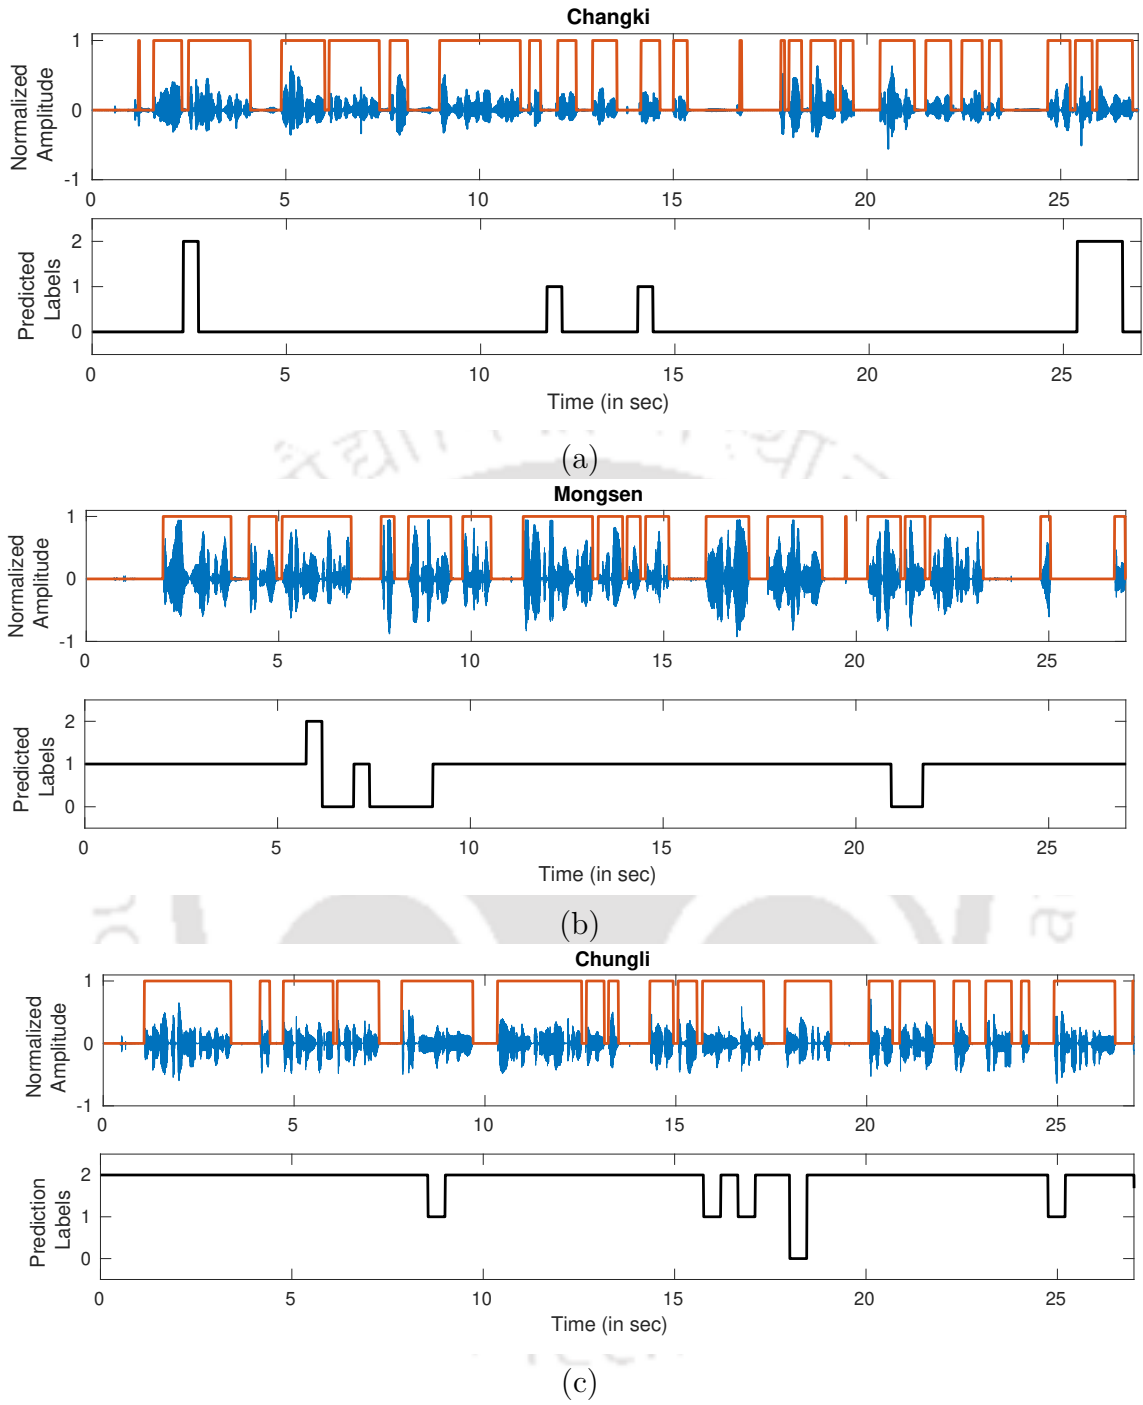 Changki
Normalized
Amplitude
1
0
-1
0 5 10 15 20 25
Predicted
Labels
2
1
0
0 5 10 15 20 25
Time (in sec)
(a)
Mongsen
Normalized
Amplitude
1
0
-1
0 5 10 15 20 25
Predicted
Labels
2
1
0
0 5 10 15 20 25
Time (in sec)
(b)
Chungli
Normalized
Amplitude
1
0
-1
0 5 10 15 20 25
Prediction
Labels
2
1
0
0 5 10 15 20 25
Time (in sec)
(c)